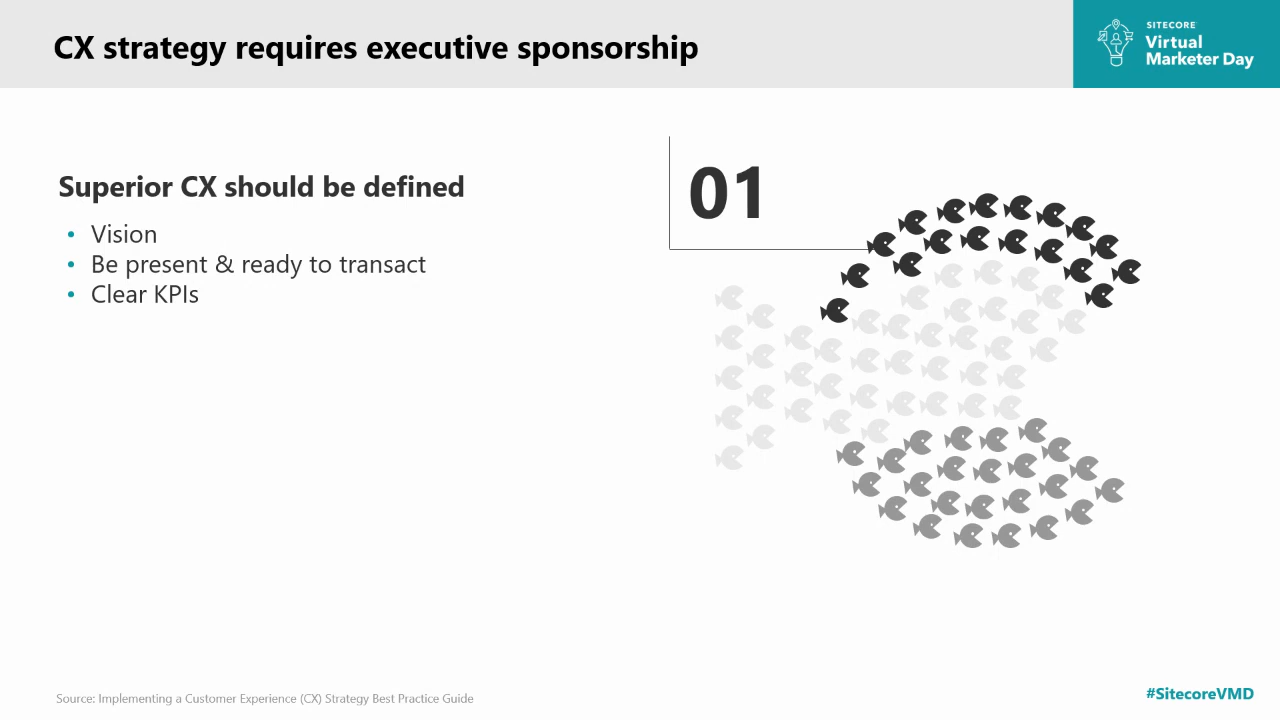 CX strategy requires executive sponsorship
SITECORE
Virtual
Marketer Day
Superior CX should be defined
• Vision
• Be present & ready to transact
• Clear KPIs
01
Source: Implementing a Customer Experience (CX) Strategy Best Practice Guide
#SitecoreVMD